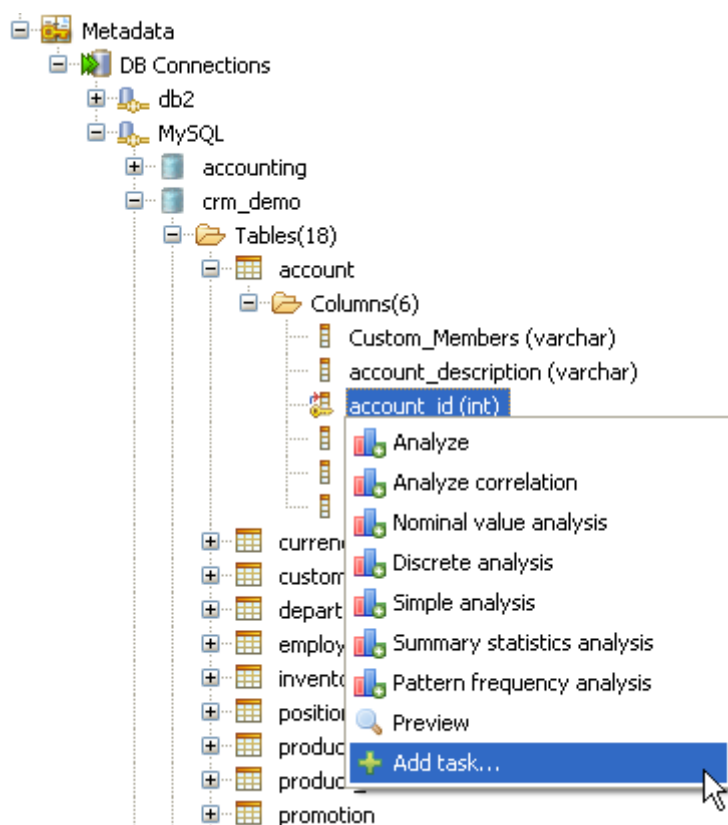 Metadata
DB Connections
db2
MySQL
accounting
crm_demo
Tables(18)
account
Columns(6)
Custom_Members (varchar)
account_description (varchar)
account_id (int)
Analyze
Analyze correlation
Nominal value analysis
Discrete analysis
Simple analysis
Summary statistics analysis
Pattern frequency analysis
Preview
Add task...
promotion